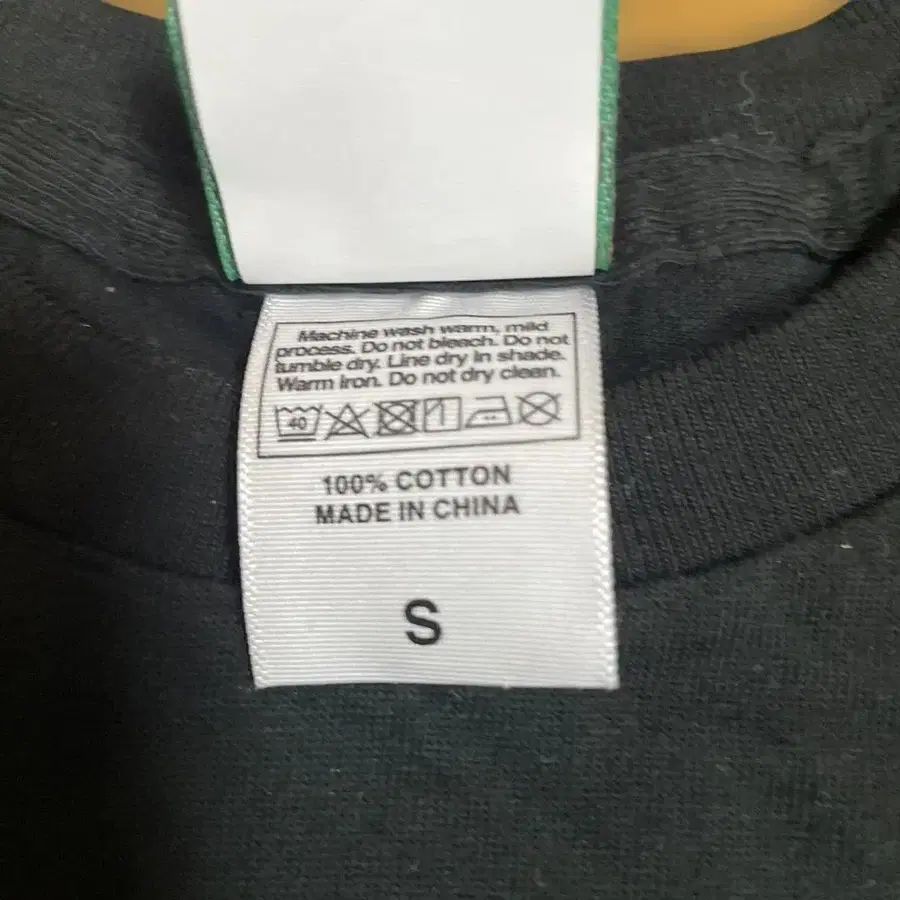 Machine wash warm, mild
process. Do not bleach. Do not
tumble dry. Line dry in shade.
Warm iron. Do not dry clean.
40
100% COTTON
MADE IN CHINA
S